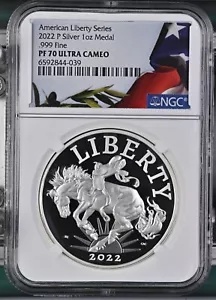 American Liberty Series
2022 P Silver 1oz Medal
.999 Fine
PF 70 ULTRA CAMEO
6592844-039
NGC
LIBERTY
2022